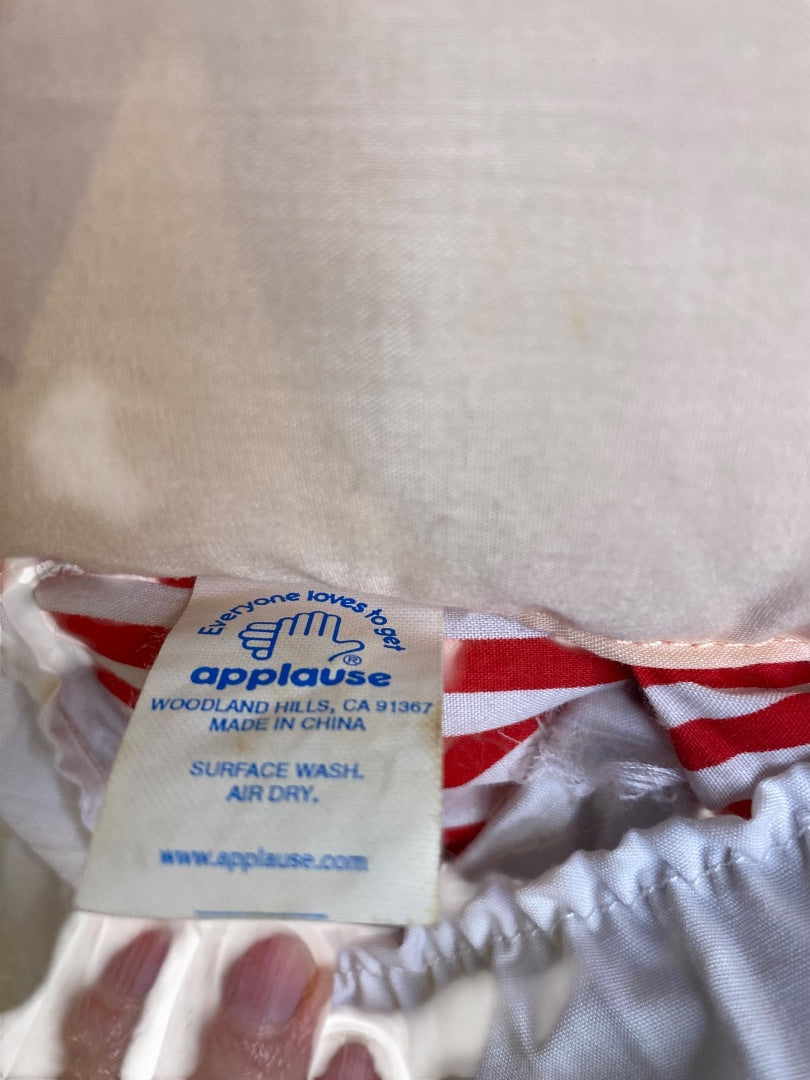 Everyone loves to get
®
applause
WOODLAND HILLS, CA 91367
MADE IN CHINA
SURFACE WASH.
AIR DRY.
www.applause.com